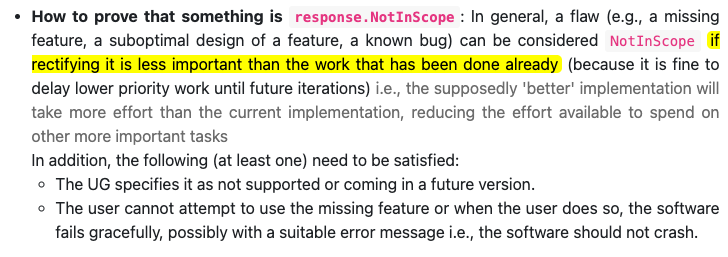 • How to prove that something is response.NotInScope: In general, a flaw (e.g., a missing
feature, a suboptimal design of a feature, a known bug) can be considered NotInScope if
rectifying it is less important than the work that has been done already (because it is fine to
delay lower priority work until future iterations) i.e., the supposedly 'better' implementation will
take more effort than the current implementation, reducing the effort available to spend on
other more important tasks
In addition, the following (at least one) need to be satisfied:
◦ The UG specifies it as not supported or coming in a future version.
◦ The user cannot attempt to use the missing feature or when the user does so, the software
fails gracefully, possibly with a suitable error message i.e., the software should not crash.